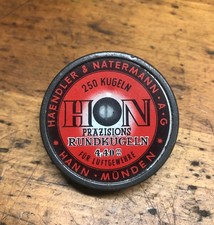 HAENDLER & NATERMANN · A · G
250 KUGELN
H N
PRÄZISIONS
RUNDKUGELN
FÜR LUFTGEWEHRE
HANN · MÜNDEN